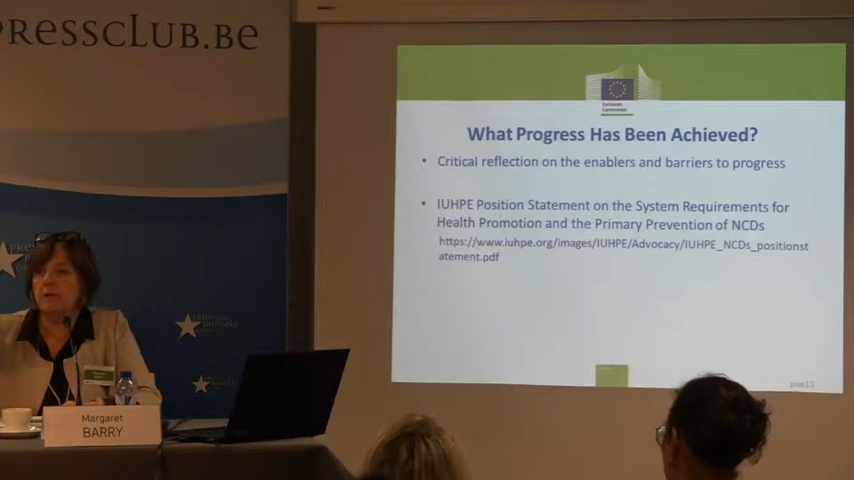 PRESSCLUB.BE
European
Commission
What Progress Has Been Achieved?
• Critical reflection on the enablers and barriers to progress
• IUHPE Position Statement on the System Requirements for
Health Promotion and the Primary Prevention of NCDs
https://www.iuhpe.org/images/IUHPE/Advocacy/IUHPE_NCDs_positionst
atement.pdf
Margaret
BARRY